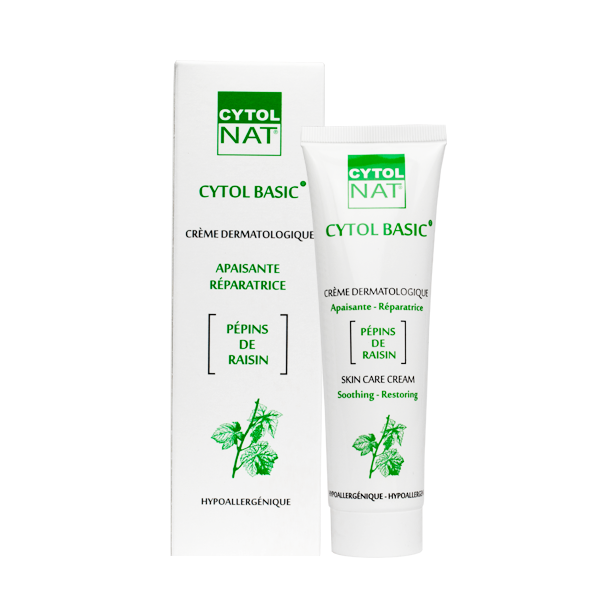 CYTOL
NAT®
CYTOL BASIC®
CRÈME DERMATOLOGIQUE
APAISANTE
RÉPARATRICE
PÉPINS
DE
RAISIN
HYPOALLERGÉNIQUE
CYTOL
NAT®
CYTOL BASIC®
CRÈME DERMATOLOGIQUE
Apaisante - Réparatrice
PÉPINS
DE
RAISIN
SKIN CARE CREAM
Soothing - Restoring
HYPOALLERGÉNIQUE - HYPOALLERGÉN